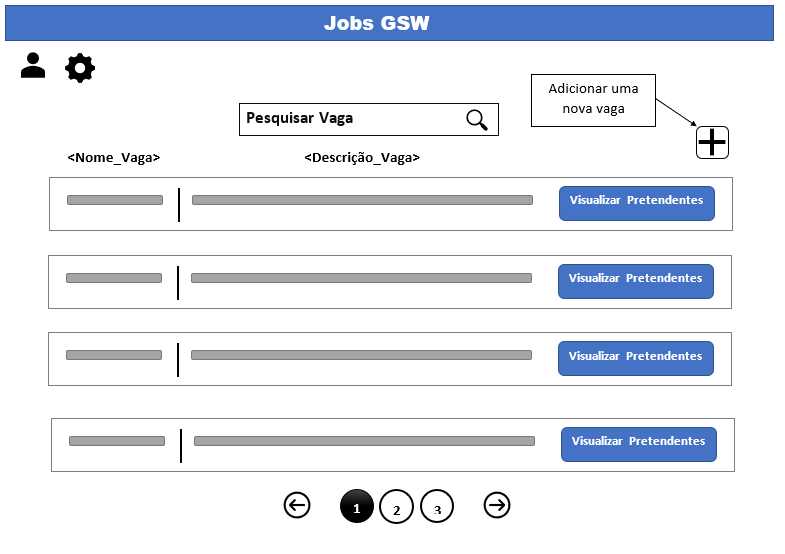 Jobs GSW
Adicionar uma
nova vaga
Pesquisar Vaga
<Nome_Vaga>
<Descrição_Vaga>
Visualizar Pretendentes
Visualizar Pretendentes
Visualizar Pretendentes
Visualizar Pretendentes
1
2
3